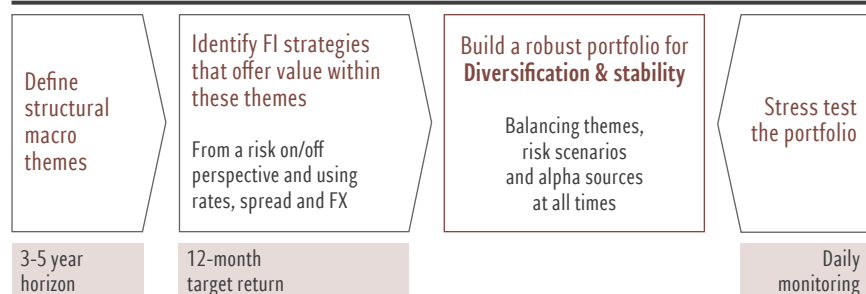 Define
structural
macro
themes
3-5 year
horizon
Identify FI strategies
that offer value within
these themes
From a risk on/off
perspective and using
rates, spread and FX
12-month
target return
Build a robust portfolio for
Diversification & stability
Balancing themes,
risk scenarios
and alpha sources
at all times
Stress test
the portfolio
Daily
monitoring